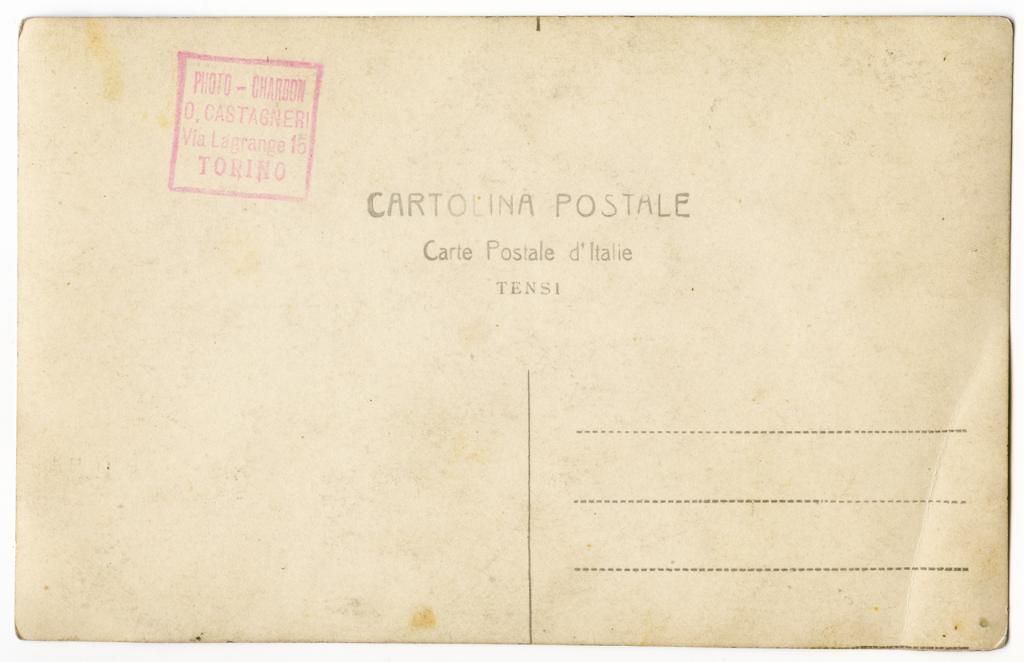 PHOTO - CHARBON
O. CASTAGNERI
Via Lagrange 15
TORINO
CARTOLINA POSTALE
Carte Postale d'Italie
TENSI